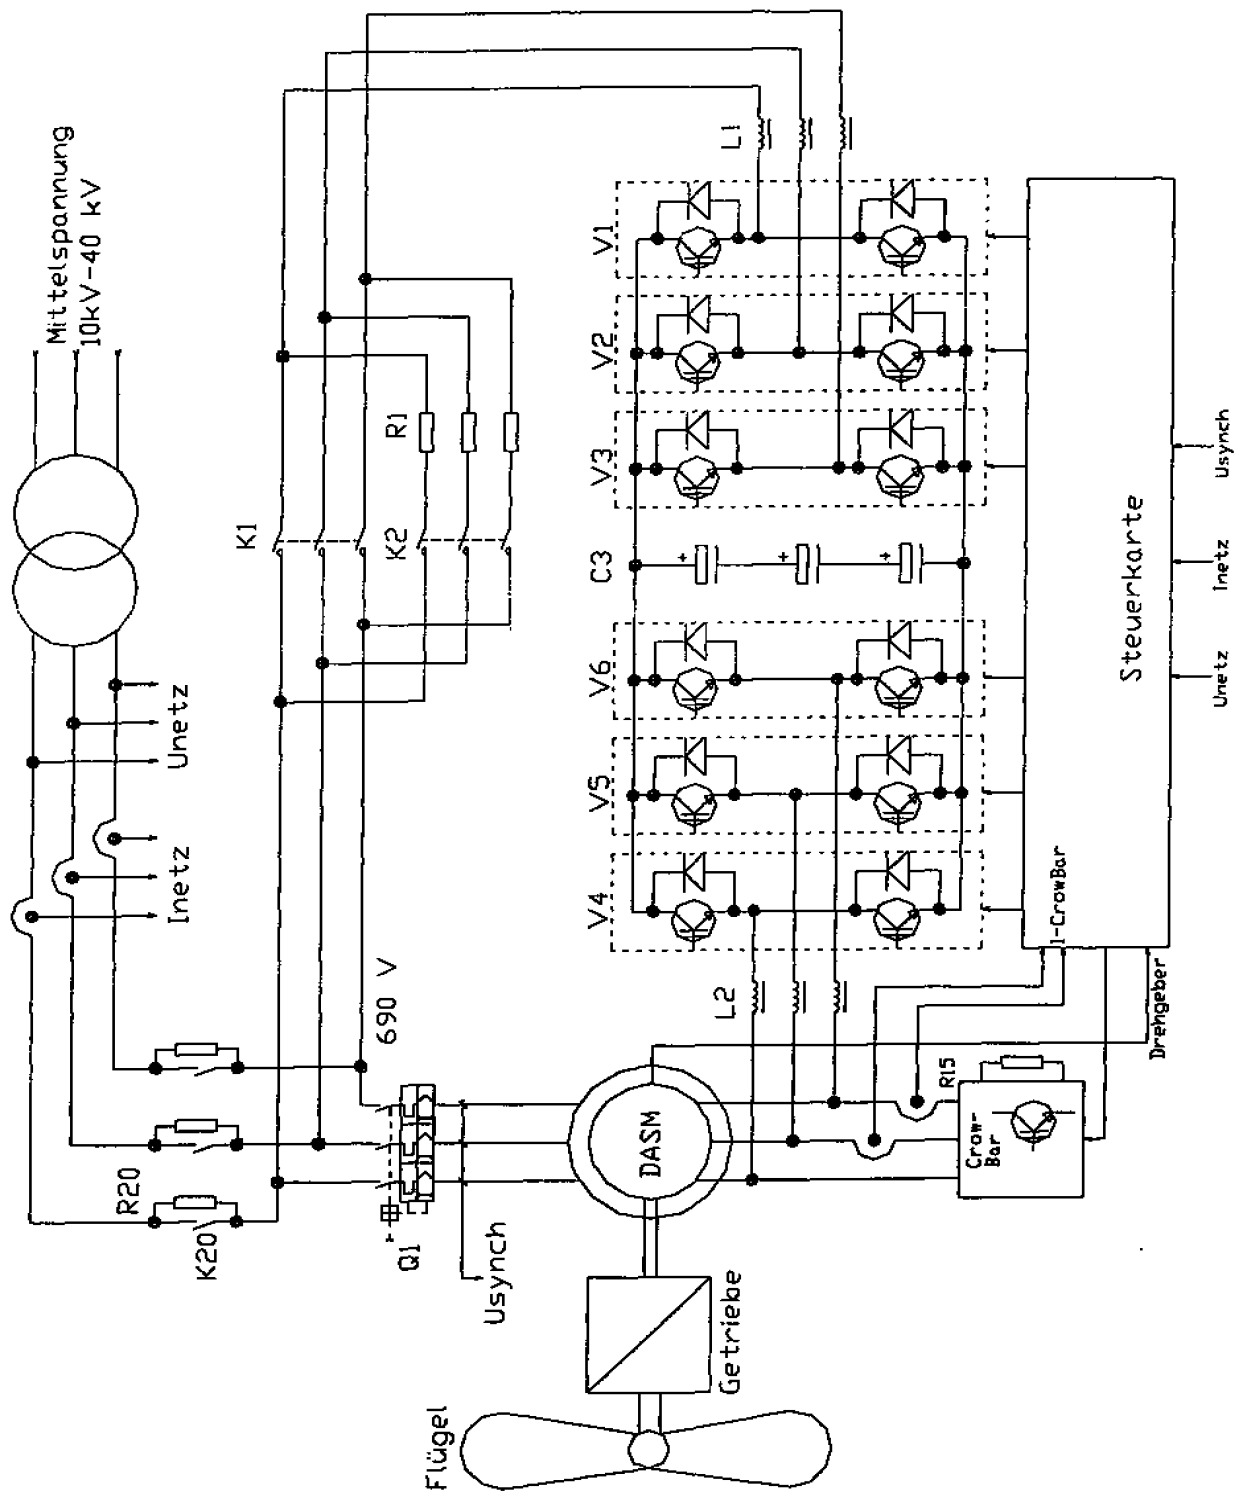 Mittelspannung
10kV-40 kV
Unetz
Inetz
K1
K2
R1
L1
V1
V2
V3
C3
V6
V5
V4
L2
Steuerkarte
Usynch
Inetz
Unetz
I-CrowBar
Drehgeber
690 V
R20
K20
Q1
Usynch
DASM
R15
Crow-
Bar
Getriebe
Flügel
+
+
+